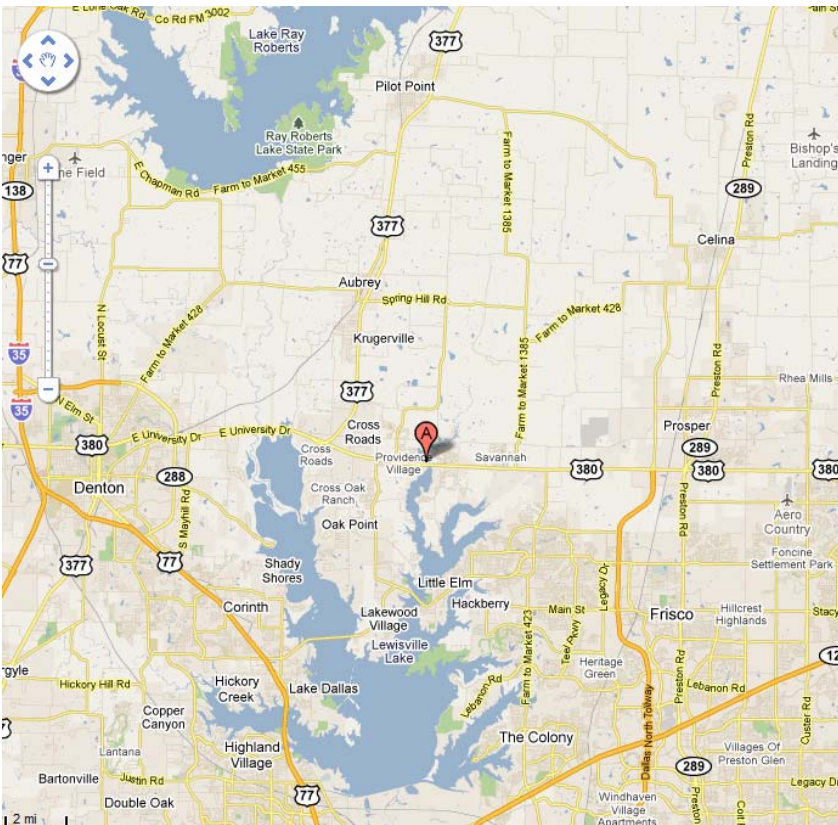 E Lone Oak Rd
Co Rd FM 3002
Lake Ray
Roberts
377
Pilot Point
Ray Roberts
Lake State Park
Preston Rd
Bishop's
Landing
E Chapman Rd
Farm to Market 455
Farm to Market 1385
138
289
377
77
Celina
Aubrey
Spring Hill Rd
Farm to Market 428
Farm to Market 428
N Locust St
Krugerville
Farm to Market 1385
35
Preston Rd
Rhea Mills
377
35
N Elm St
E University Dr
E University Dr
Cross
Roads
A
Prosper
380
Cross
Roads
Providence
Village
Savannah
289
380
380
380
288
Denton
Cross Oak
Ranch
S Mayhill Rd
Oak Point
Preston Rd
Aero
Country
377
77
Shady
Shores
Foncine
Settlement Park
Little Elm
Legacy Dr
Corinth
Hackberry
Main St
Lakewood
Village
Frisco
Hillcrest
Highlands
Stacy
Farm to Market 423
Teel Pkwy
Lewisville
Lake
Heritage
Green
12
Hickory Hill Rd
Hickory
Creek
Lake Dallas
Lebanon Rd
Preston Rd
Lebanon Rd
Copper
Canyon
Custer Rd
The Colony
Dallas North Tollway
Lantana
Highland
Village
Villages Of
Preston Glen
289
Bartonville
Justin Rd
Legacy Dr
77
Double Oak
Windhaven
Village
Apartments
Preston
Coit
2 mi